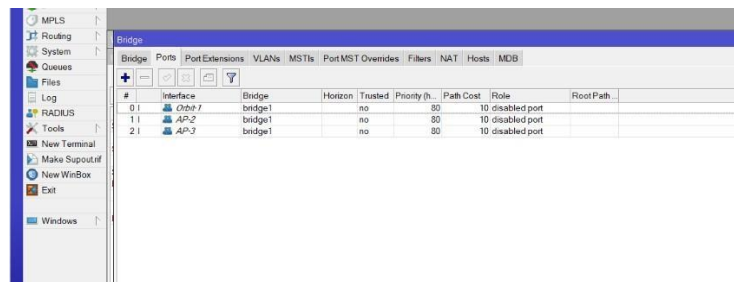 MPLS
Routing
System
Queues
Files
Log
RADIUS
Tools
New Terminal
Make Supout.rif
New WinBox
Exit
Windows
Bridge
Bridge Ports Port Extensions VLANs MSTIs Port MST Overrides Filters NAT Hosts MDB
# Interface Bridge Horizon Trusted Priority (h... Path Cost Role Root Path ...
0 I Orbit-1 bridge1 no 80 10 disabled port
1 I AP-2 bridge1 no 80 10 disabled port
2 I AP-3 bridge1 no 80 10 disabled port